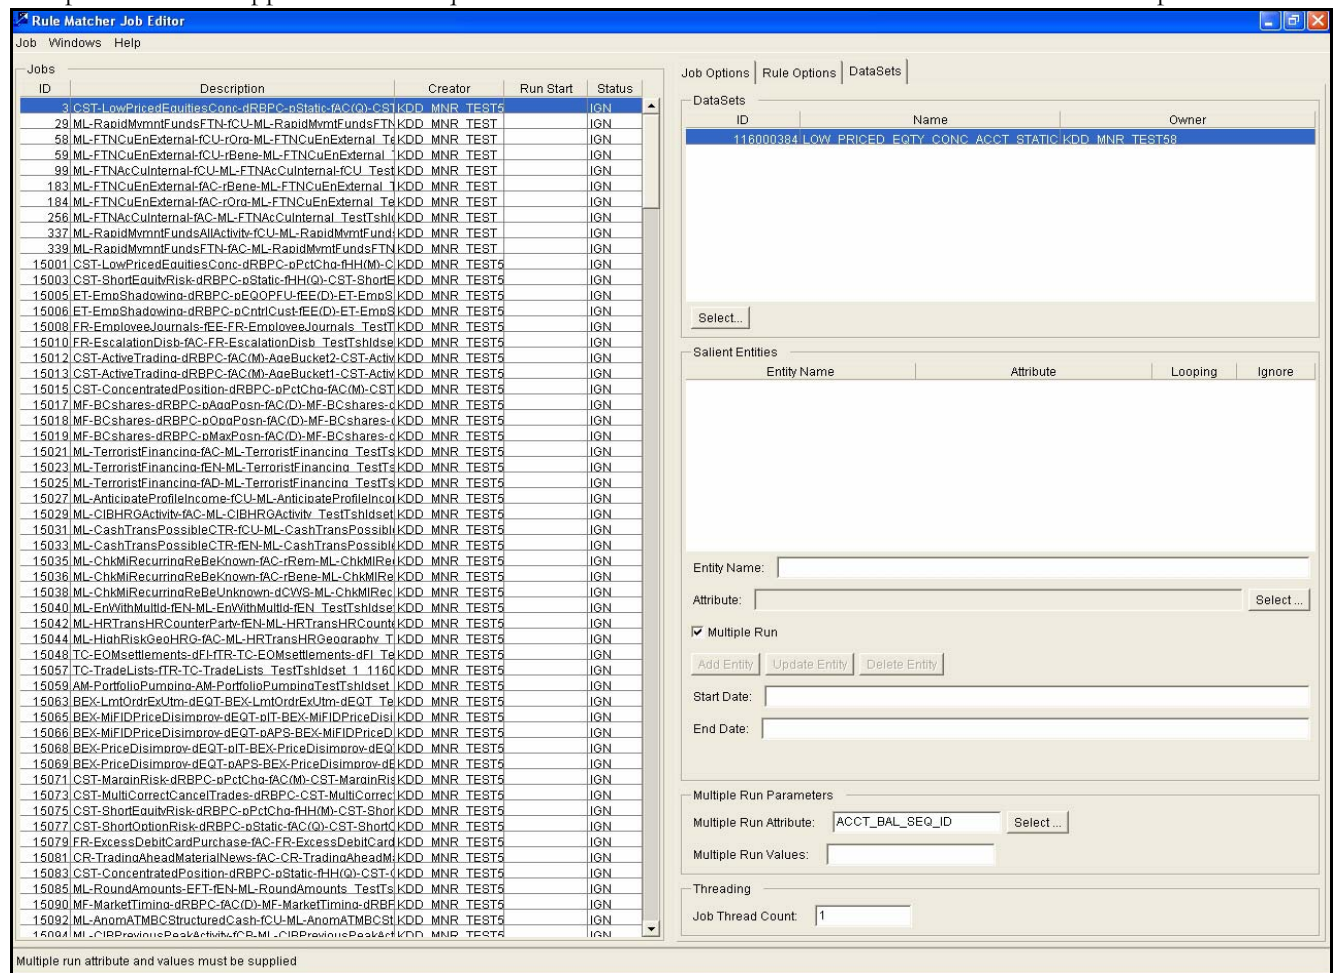 Rule Matcher Job Editor
Job Windows Help
Jobs
ID Description Creator Run Start Status
3 CST-LowPricedEquitiesConc-dRBPC-pStatic-fAC(Q)-CST KDD_MNR_TEST5 IGN
29 ML-RapidMvmntFundsFTN-fCU-ML-RapidMvmtFundsFTN KDD_MNR_TEST IGN
58 ML-FTNCuEnExternal-fCU-rOrg-ML-FTNCuEnExternal_Te KDD_MNR_TEST IGN
59 ML-FTNCuEnExternal-fCU-rBene-ML-FTNCuEnExternal_ KDD_MNR_TEST IGN
99 ML-FTNAcCuInternal-fCU-ML-FTNAcCuInternal-fCU_Test KDD_MNR_TEST IGN
183 ML-FTNCuEnExternal-fAC-rBene-ML-FTNCuEnExternal_T KDD_MNR_TEST IGN
184 ML-FTNCuEnExternal-fAC-rOrg-ML-FTNCuEnExternal_Te KDD_MNR_TEST IGN
256 ML-FTNAcCuInternal-fAC-ML-FTNAcCuInternal_TestTshl KDD_MNR_TEST IGN
337 ML-RapidMvmntFundsAllActivity-fCU-ML-RapidMvmtFund KDD_MNR_TEST IGN
339 ML-RapidMvmntFundsFTN-fAC-ML-RapidMvmtFundsFTN KDD_MNR_TEST IGN
15001 CST-LowPricedEquitiesConc-dRBPC-pPctChg-fHH(M)-C KDD_MNR_TEST5 IGN
15003 CST-ShortEquityRisk-dRBPC-pStatic-fHH(Q)-CST-ShortE KDD_MNR_TEST5 IGN
15005 ET-EmpShadowing-dRBPC-pEQOPFU-fEE(D)-ET-EmpS KDD_MNR_TEST5 IGN
15006 ET-EmpShadowing-dRBPC-pCntrlCust-fEE(D)-ET-EmpS KDD_MNR_TEST5 IGN
15008 FR-EmployeeJournals-fEE-FR-EmployeeJournals_TestT KDD_MNR_TEST5 IGN
15010 FR-EscalationDisb-fAC-FR-EscalationDisb_TestTshldse KDD_MNR_TEST5 IGN
15012 CST-ActiveTrading-dRBPC-fAC(M)-AgeBucket2-CST-Activ KDD_MNR_TEST5 IGN
15013 CST-ActiveTrading-dRBPC-fAC(M)-AgeBucket1-CST-Activ KDD_MNR_TEST5 IGN
15015 CST-ConcentratedPosition-dRBPC-pPctChg-fAC(M)-CST KDD_MNR_TEST5 IGN
15017 MF-BCshares-dRBPC-pAggPosn-fAC(D)-MF-BCshares-d KDD_MNR_TEST5 IGN
15018 MF-BCshares-dRBPC-pOpgPosn-fAC(D)-MF-BCshares-d KDD_MNR_TEST5 IGN
15019 MF-BCshares-dRBPC-pMaxPosn-fAC(D)-MF-BCshares-d KDD_MNR_TEST5 IGN
15021 ML-TerroristFinancing-fAC-ML-TerroristFinancing_TestTs KDD_MNR_TEST5 IGN
15023 ML-TerroristFinancing-fEN-ML-TerroristFinancing_TestTs KDD_MNR_TEST5 IGN
15025 ML-TerroristFinancing-fAD-ML-TerroristFinancing_TestTs KDD_MNR_TEST5 IGN
15027 ML-AnticipateProfileIncome-fCU-ML-AnticipateProfileInco KDD_MNR_TEST5 IGN
15029 ML-CIBHRGActivity-fAC-ML-CIBHRGActivity_TestTshldset KDD_MNR_TEST5 IGN
15031 ML-CashTransPossibleCTR-fCU-ML-CashTransPossibl KDD_MNR_TEST5 IGN
15033 ML-CashTransPossibleCTR-fEN-ML-CashTransPossibl KDD_MNR_TEST5 IGN
15035 ML-ChkMiRecurringReBeKnown-fAC-rRem-ML-ChkMIRe KDD_MNR_TEST5 IGN
15036 ML-ChkMiRecurringReBeKnown-fAC-rBene-ML-ChkMIRe KDD_MNR_TEST5 IGN
15038 ML-ChkMiRecurringReBeUnknown-dCWS-ML-ChkMIRec KDD_MNR_TEST5 IGN
15040 ML-EnWithMultId-fEN-ML-EnWithMultId-fEN_TestTshldse KDD_MNR_TEST5 IGN
15042 ML-HRTransHRCounterParty-fEN-ML-HRTransHRCount KDD_MNR_TEST5 IGN
15044 ML-HighRiskGeoHRG-fAC-ML-HRTransHRGeography_T KDD_MNR_TEST5 IGN
15048 TC-EOMsettlements-dFI-fTR-TC-EOMsettlements-dFI_Te KDD_MNR_TEST5 IGN
15057 TC-TradeLists-fTR-TC-TradeLists_TestTshldset_1_1160 KDD_MNR_TEST5 IGN
15059 AM-PortfolioPumping-AM-PortfolioPumpingTestTshldset_ KDD_MNR_TEST5 IGN
15063 BEX-LmtOrdrExUtm-dEQT-BEX-LmtOrdrExUtm-dEQT_Te KDD_MNR_TEST5 IGN
15065 BEX-MiFIDPriceDisimprov-dEQT-pIT-BEX-MiFIDPriceDisi KDD_MNR_TEST5 IGN
15066 BEX-MiFIDPriceDisimprov-dEQT-pAPS-BEX-MiFIDPriceD KDD_MNR_TEST5 IGN
15068 BEX-PriceDisimprov-dEQT-pIT-BEX-PriceDisimprov-dEQ KDD_MNR_TEST5 IGN
15069 BEX-PriceDisimprov-dEQT-pAPS-BEX-PriceDisimprov-dE KDD_MNR_TEST5 IGN
15071 CST-MarginRisk-dRBPC-pPctChg-fAC(M)-CST-MarginRis KDD_MNR_TEST5 IGN
15073 CST-MultiCorrectCancelTrades-dRBPC-CST-MultiCorrec KDD_MNR_TEST5 IGN
15075 CST-ShortEquityRisk-dRBPC-pPctChg-fHH(M)-CST-Shor KDD_MNR_TEST5 IGN
15077 CST-ShortOptionRisk-dRBPC-pStatic-fAC(Q)-CST-ShortO KDD_MNR_TEST5 IGN
15079 FR-ExcessDebitCardPurchase-fAC-FR-ExcessDebitCard KDD_MNR_TEST5 IGN
15081 CR-TradingAheadMaterialNews-fAC-CR-TradingAheadM KDD_MNR_TEST5 IGN
15083 CST-ConcentratedPosition-dRBPC-pStatic-fHH(Q)-CST-C KDD_MNR_TEST5 IGN
15085 ML-RoundAmounts-EFT-fEN-ML-RoundAmounts_TestTs KDD_MNR_TEST5 IGN
15090 MF-MarketTiming-dRBPC-fAC(D)-MF-MarketTiming-dRBP KDD_MNR_TEST5 IGN
15092 ML-AnomATMBCStructuredCash-fCU-ML-AnomATMBCSt KDD_MNR_TEST5 IGN
15094 ML-CIBPreviousPeakActivity-fCB-ML-CIBPreviousPeakAct KDD_MNR_TEST5 IGN
Job Options Rule Options DataSets
DataSets
ID Name Owner
116000384 LOW_PRICED_EQTY_CONC_ACCT_STATIC KDD_MNR_TEST58
Select...
Salient Entities
Entity Name Attribute Looping Ignore
Entity Name:
Attribute: Select ...
Multiple Run
Add Entity Update Entity Delete Entity
Start Date:
End Date:
Multiple Run Parameters
Multiple Run Attribute: ACCT_BAL_SEQ_ID Select ...
Multiple Run Values:
Threading
Job Thread Count: 1
Multiple run attribute and values must be supplied